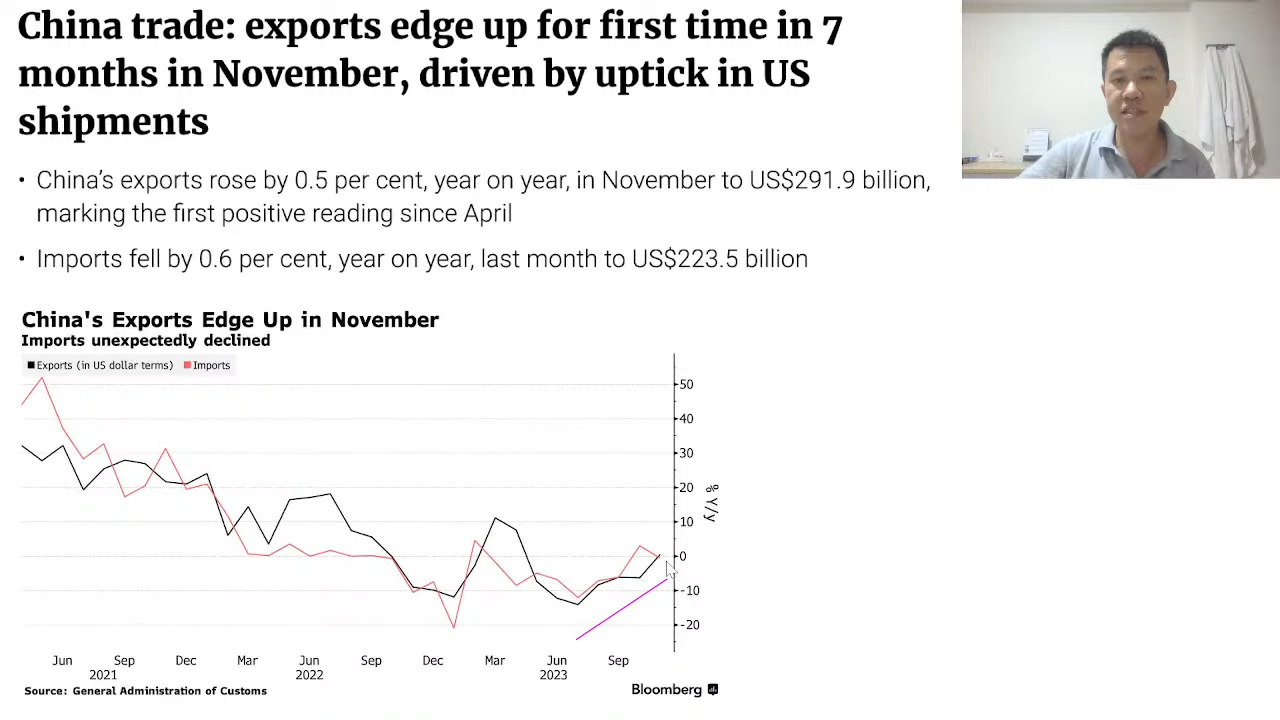 China trade: exports edge up for first time in 7
months in November, driven by uptick in US
shipments
• China’s exports rose by 0.5 per cent, year on year, in November to US$291.9 billion,
marking the first positive reading since April
• Imports fell by 0.6 per cent, year on year, last month to US$223.5 billion
China's Exports Edge Up in November
Imports unexpectedly declined
Exports (in US dollar terms) Imports
50
40
30
20
10
0
-10
-20
% Y/y
Jun Sep Dec Mar Jun Sep Dec Mar Jun Sep
2021 2022 2023
Source: General Administration of Customs
Bloomberg